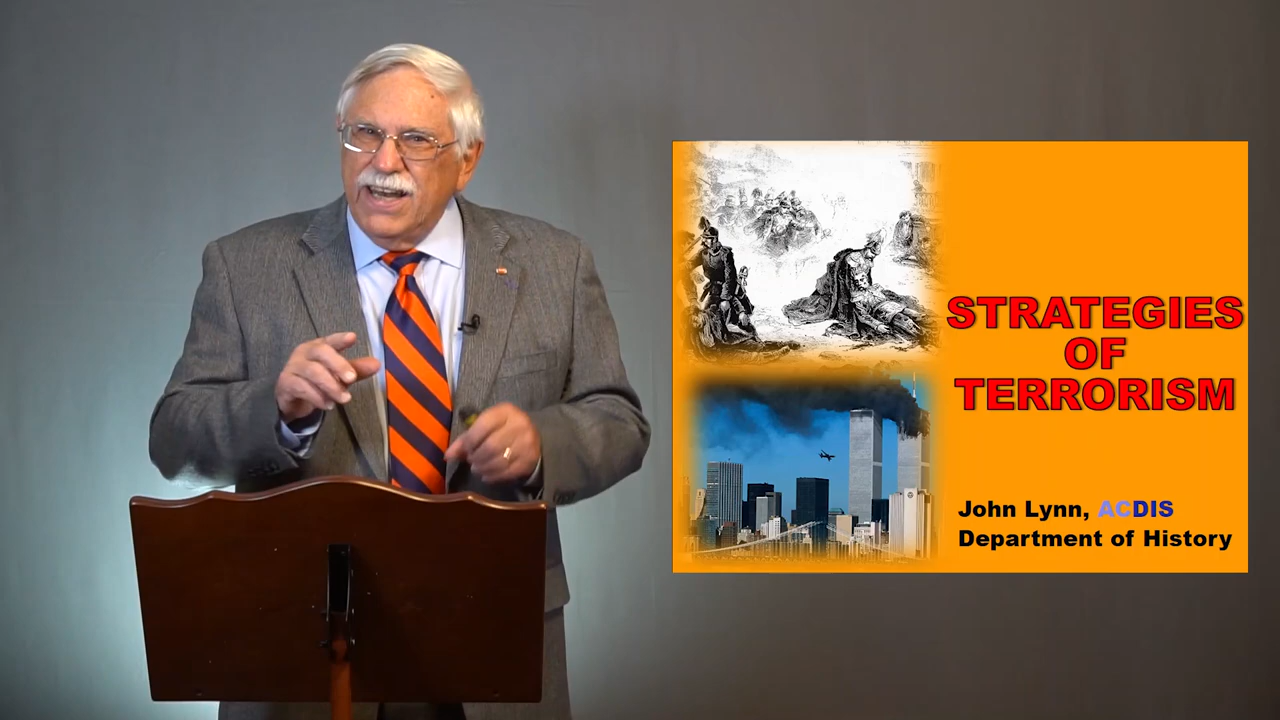 STRATEGIES
OF
TERRORISM
John Lynn, ACDIS
Department of History